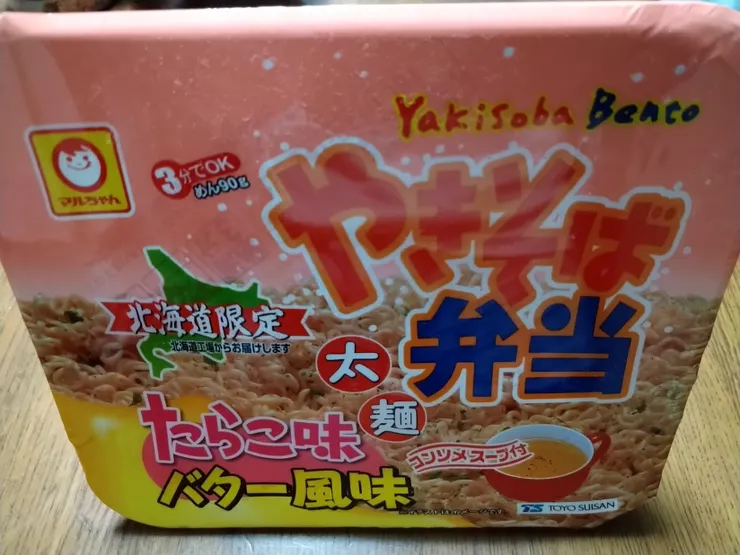 Yakisoba Bento
マルちゃん
3分でOK
めん90g
やきそば
弁当
北海道限定
北海道工場からお届けします
太
麺
たらこ味
バター風味
コンソメスープ付
TS TOYO SUISAN